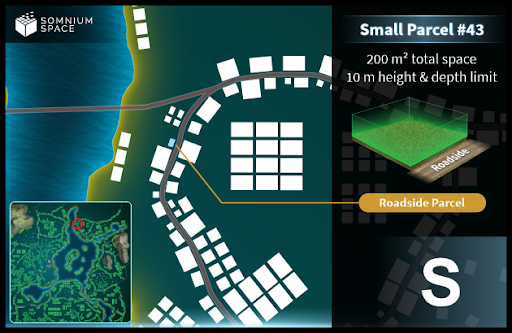 SOMNIUM
SPACE
Small Parcel #43
200 m² total space
10 m height & depth limit
Roadside
Roadside Parcel
S